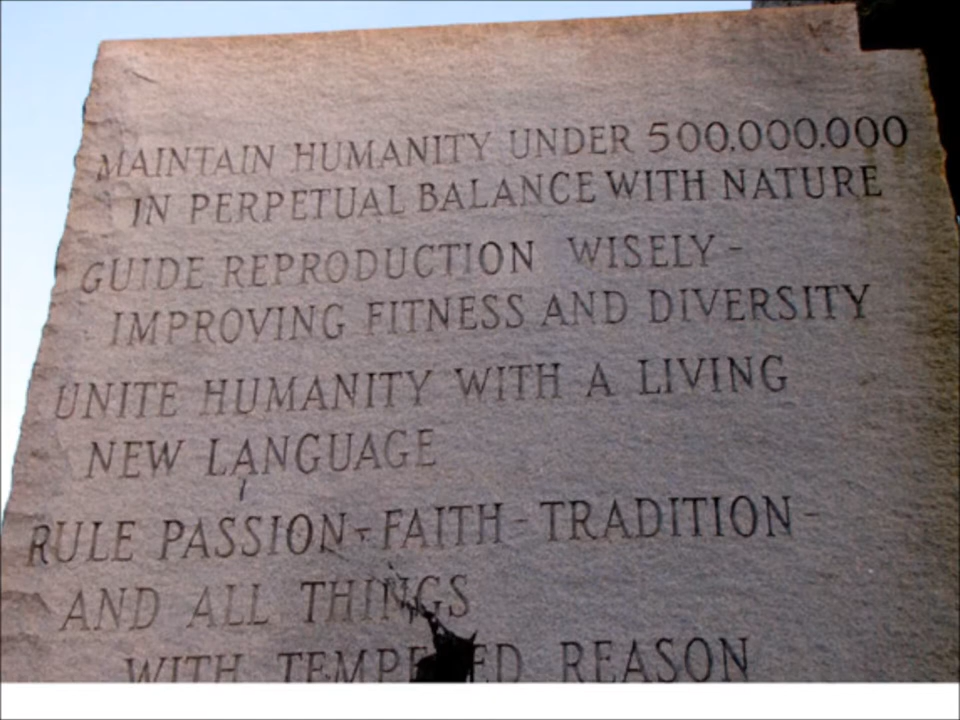 MAINTAIN HUMANITY UNDER 500,000,000
IN PERPETUAL BALANCE WITH NATURE
GUIDE REPRODUCTION WISELY -
IMPROVING FITNESS AND DIVERSITY
UNITE HUMANITY WITH A LIVING
NEW LANGUAGE
RULE PASSION - FAITH - TRADITION -
AND ALL THINGS
WITH TEMPERED REASON